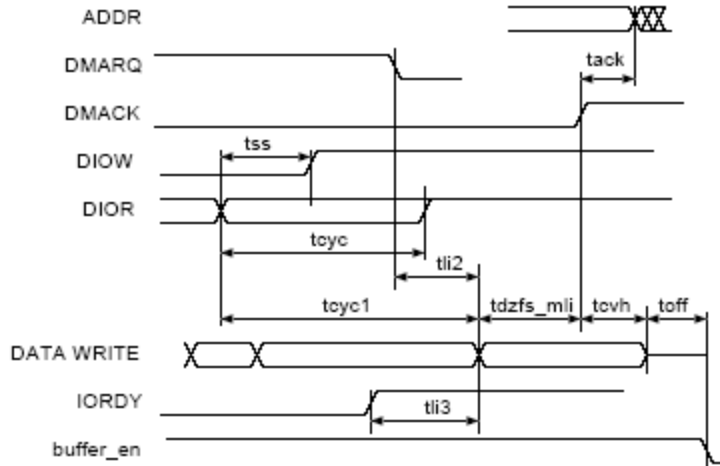 ADDR
tack
DMARQ
DMACK
tss
DIOW
DIOR
tcyc
tli2
tcyc1 tdzfs_mli tcvh toff
DATA WRITE
IORDY
tli3
buffer_en